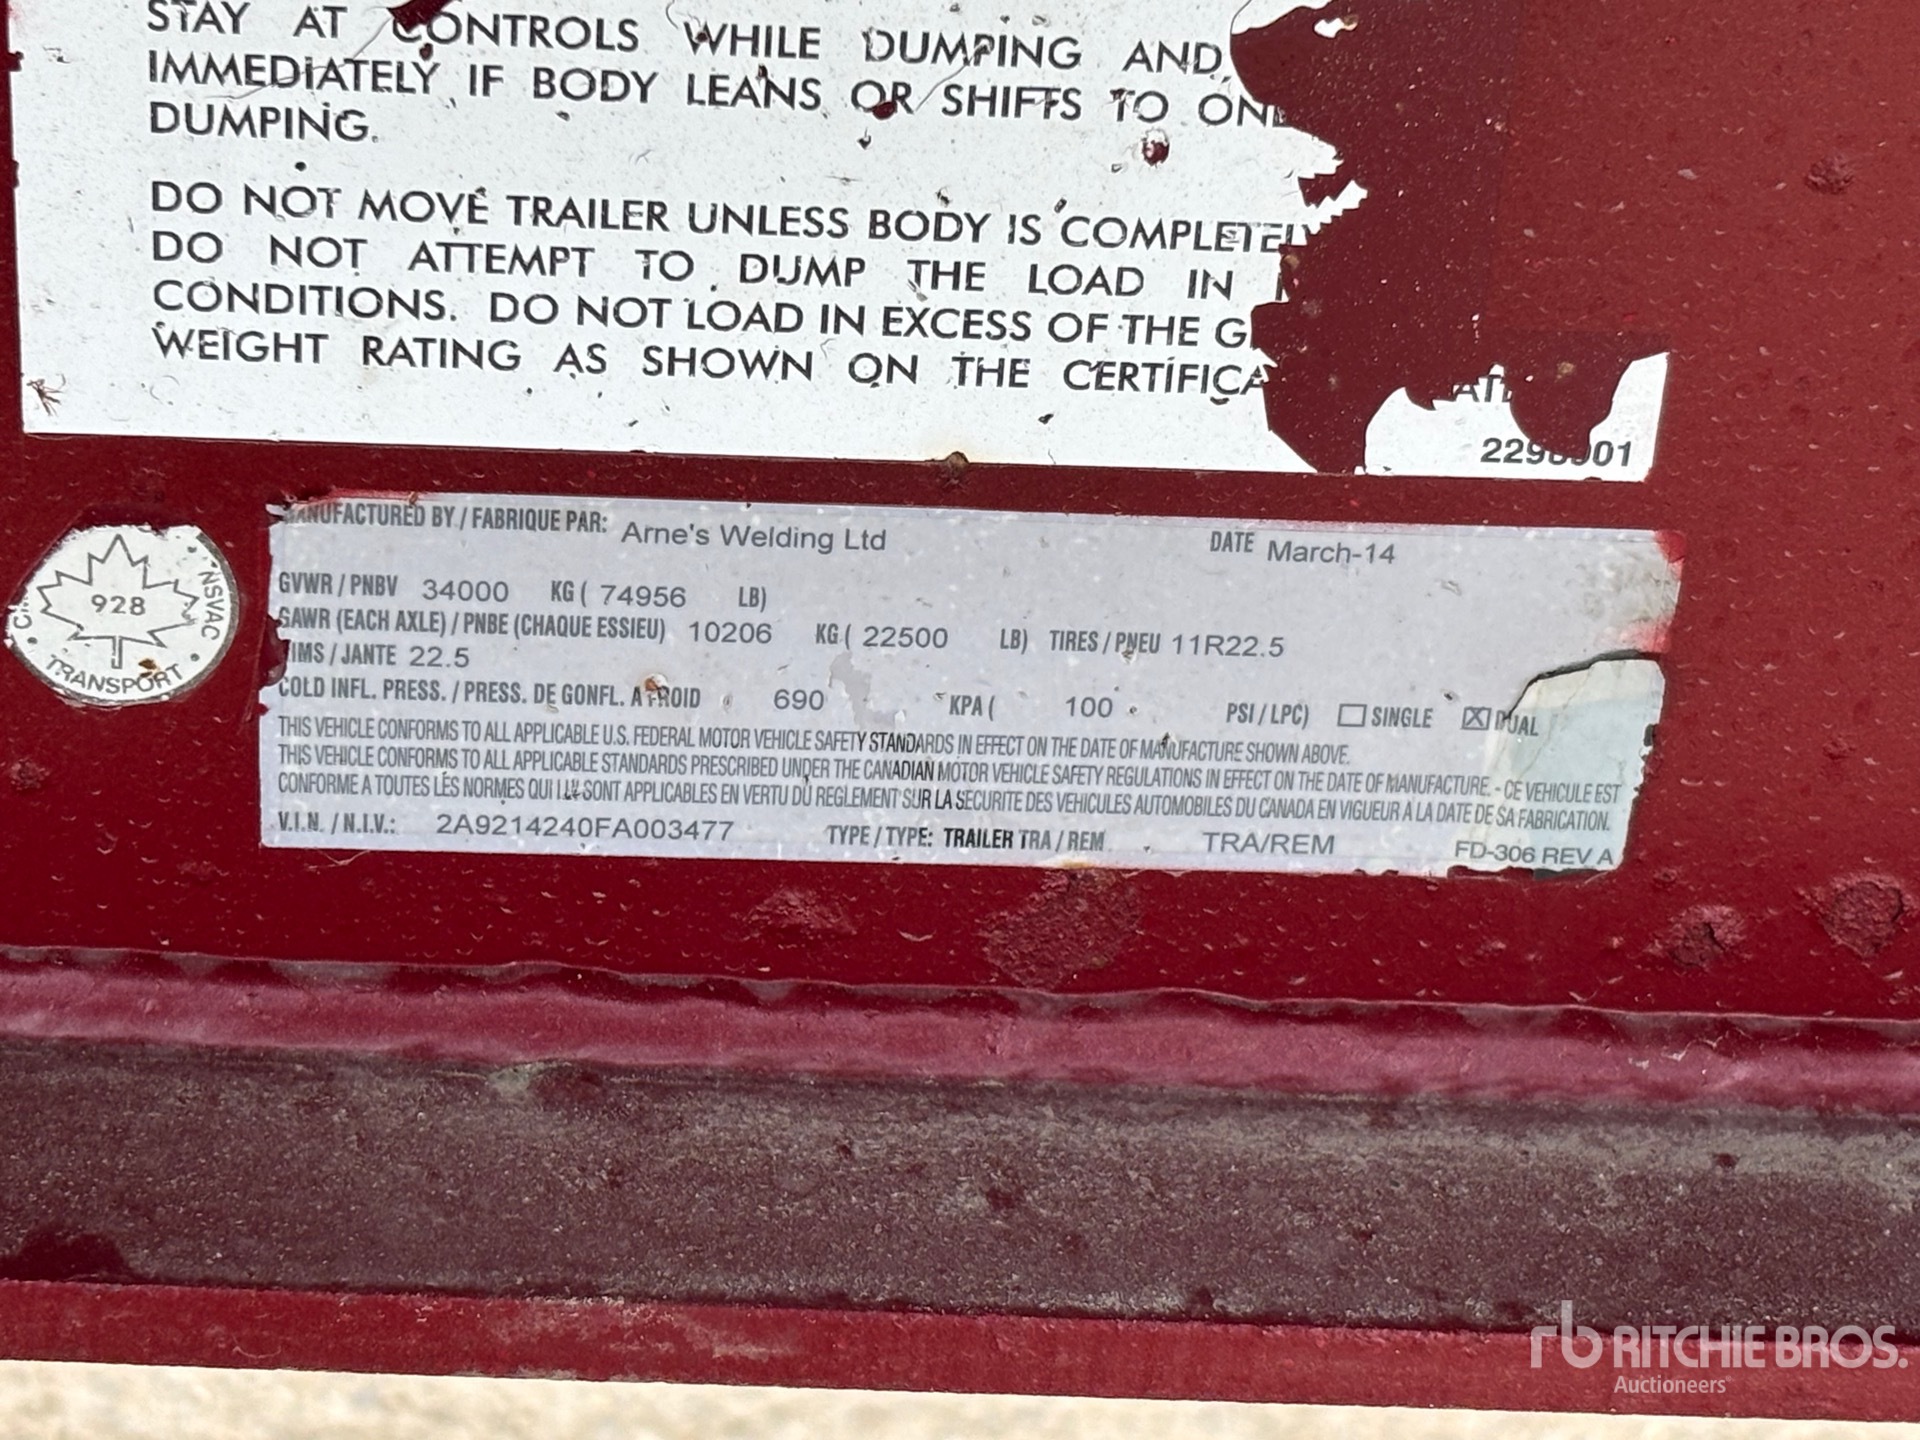 STAY AT CONTROLS WHILE DUMPING AND
IMMEDIATELY IF BODY LEANS OR SHIFTS TO ONE
DUMPING.
DO NOT MOVE TRAILER UNLESS BODY IS COMPLETELY
DO NOT ATTEMPT TO DUMP THE LOAD IN
CONDITIONS. DO NOT LOAD IN EXCESS OF THE G
WEIGHT RATING AS SHOWN ON THE CERTIFICA
MANUFACTURED BY / FABRIQUE PAR: Arne's Welding Ltd DATE March-14
GVWR / PNBV 34000 KG ( 74956 LB)
GAWR (EACH AXLE) / PNBE (CHAQUE ESSIEU) 10206 KG ( 22500 LB) TIRES / PNEU 11R22.5
RIMS / JANTE 22.5
COLD INFL. PRESS. / PRESS. DE GONFL. A FROID 690 KPA ( 100 PSI / LPC) SINGLE ☒ DUAL
THIS VEHICLE CONFORMS TO ALL APPLICABLE U.S. FEDERAL MOTOR VEHICLE SAFETY STANDARDS IN EFFECT ON THE DATE OF MANUFACTURE SHOWN ABOVE.
THIS VEHICLE CONFORMS TO ALL APPLICABLE STANDARDS PRESCRIBED UNDER THE CANADIAN MOTOR VEHICLE SAFETY REGULATIONS IN EFFECT ON THE DATE OF MANUFACTURE. - CE VEHICULE EST
CONFORME A TOUTES LES NORMES QUI LUI SONT APPLICABLES EN VERTU DU REGLEMENT SUR LA SECURITE DES VEHICULES AUTOMOBILES DU CANADA EN VIGUEUR A LA DATE DE SA FABRICATION.
V.I.N. / N.I.V.: 2A9214240FA003477 TYPE / TYPE: TRAILER TRA / REM TRA/REM FD-306 REV A
928
NSVAC
TRANSPORT
rb RITCHIE BROS.
Auctioneers